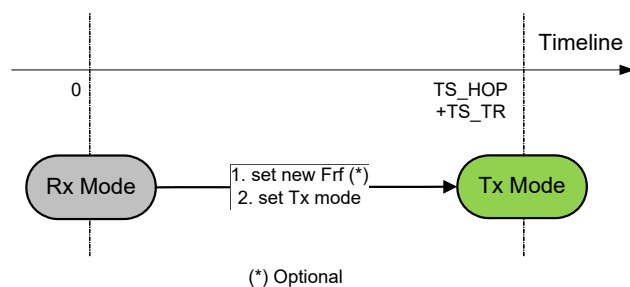 Timeline
0
TS_HOP
+TS_TR
Rx Mode
1. set new Frf (*)
2. set Tx mode
Tx Mode
(*) Optional